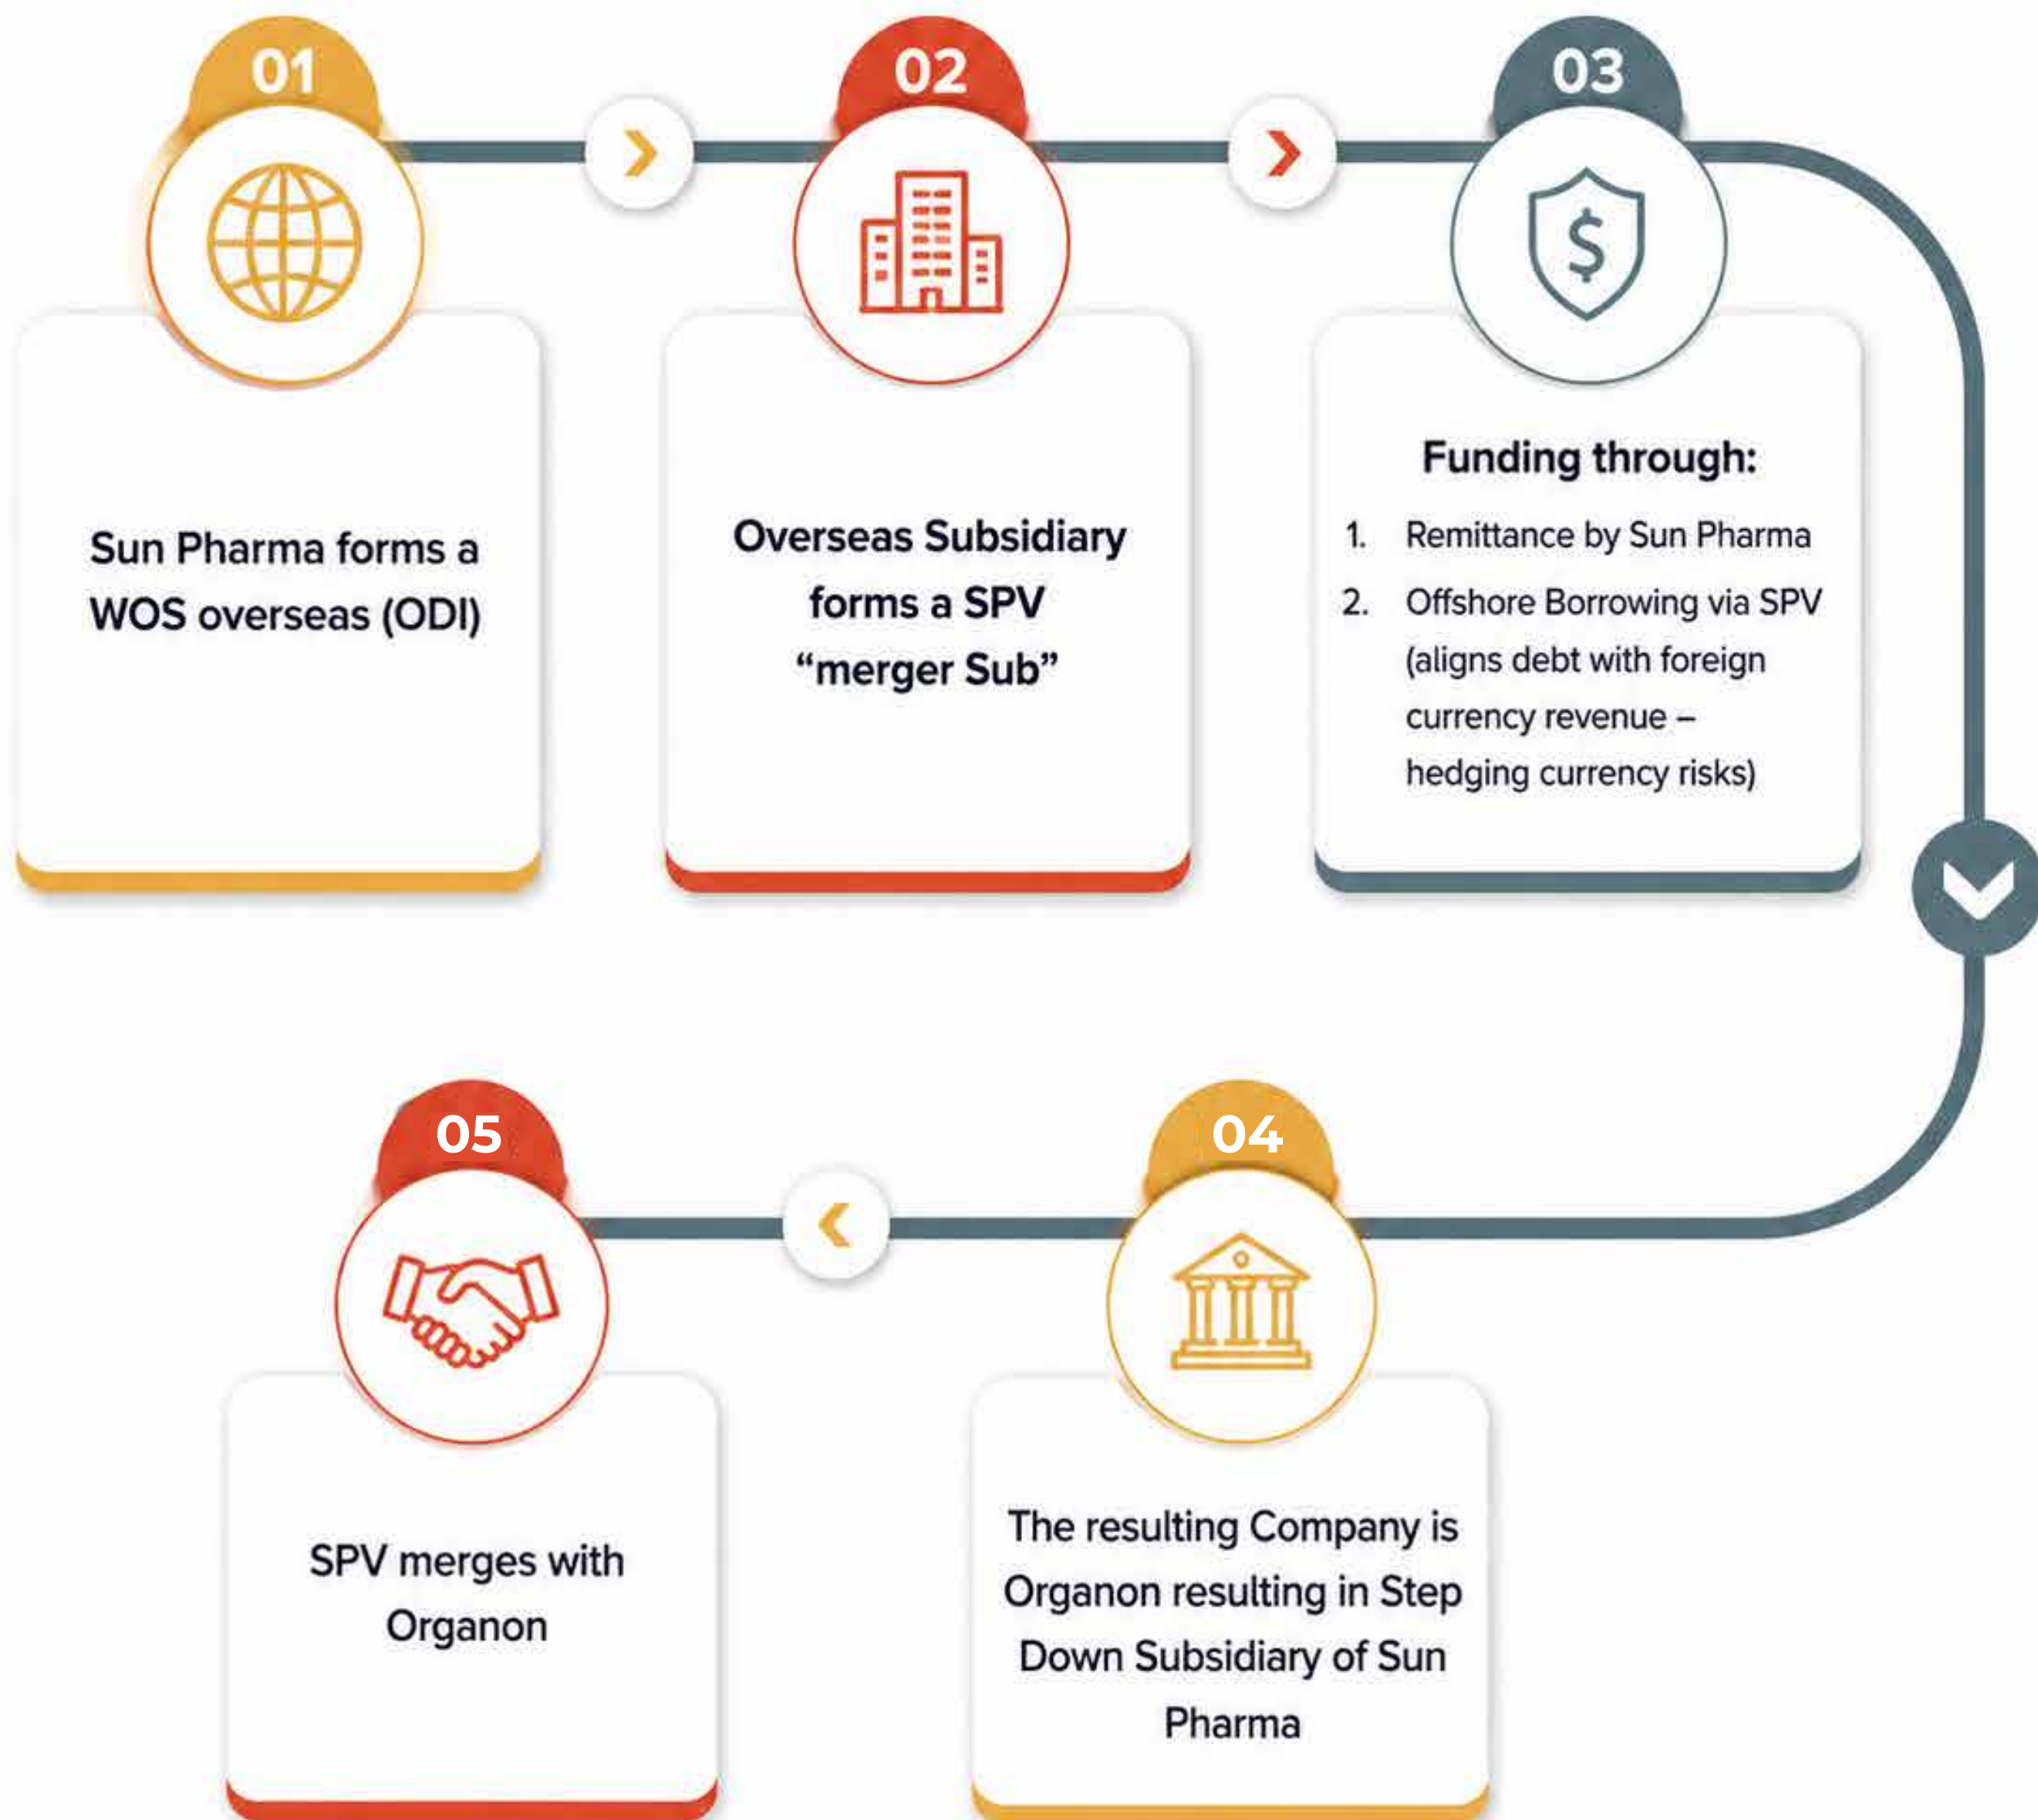 01
Sun Pharma forms a
WOS overseas (ODI)
02
Overseas Subsidiary
forms a SPV
“merger Sub”
03
Funding through:
1. Remittance by Sun Pharma
2. Offshore Borrowing via SPV
(aligns debt with foreign
currency revenue –
hedging currency risks)
04
The resulting Company is
Organon resulting in Step
Down Subsidiary of Sun
Pharma
05
SPV merges with
Organon